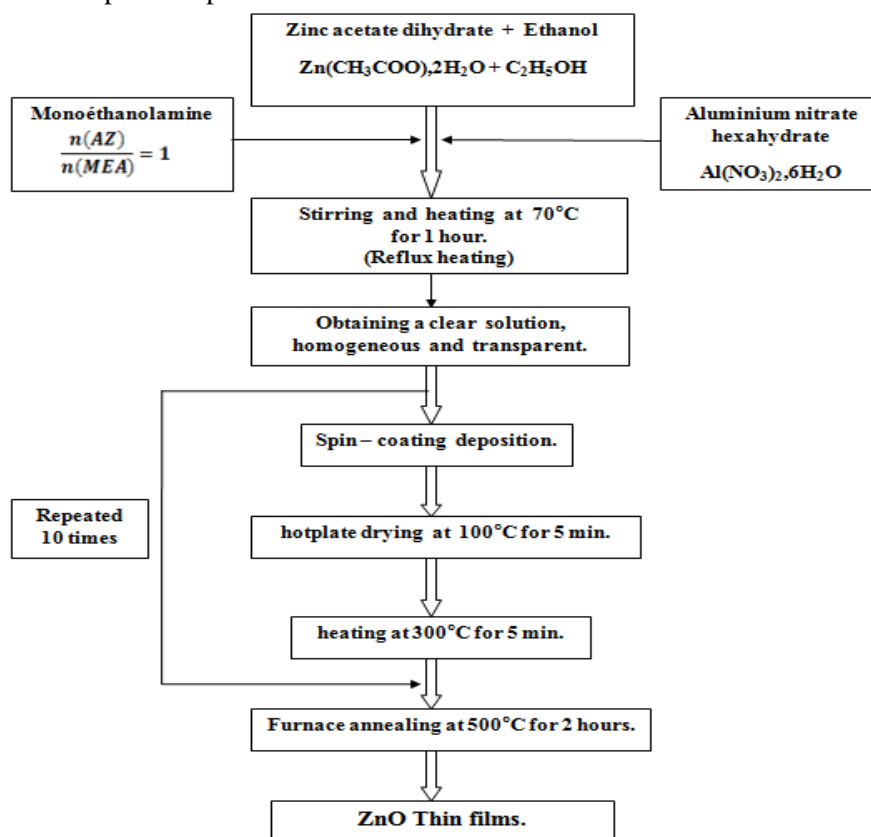 Zinc acetate dihydrate + Ethanol
Zn(CH₃COO),2H₂O + C₂H₅OH
Monoéthanolamine
n(AZ)
n(MEA) = 1
Aluminium nitrate
hexahydrate
Al(NO₃)₂,6H₂O
Stirring and heating at 70°C
for 1 hour.
(Reflux heating)
Obtaining a clear solution,
homogeneous and transparent.
Spin – coating deposition.
Repeated
10 times
hotplate drying at 100°C for 5 min.
heating at 300°C for 5 min.
Furnace annealing at 500°C for 2 hours.
ZnO Thin films.